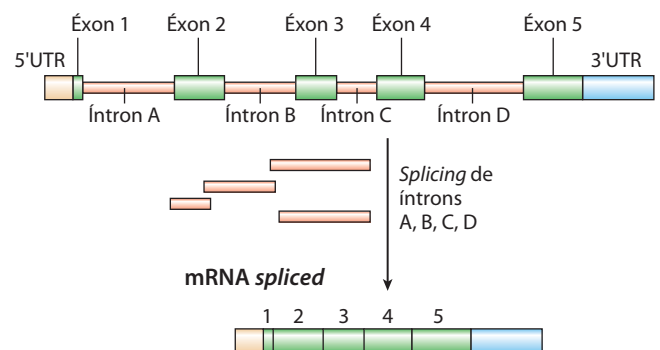 Éxon 1 Éxon 2 Éxon 3 Éxon 4 Éxon 5
5'UTR 3'UTR
Íntron A Íntron B Íntron C Íntron D
Splicing de
íntrons
A, B, C, D
mRNA spliced
1 2 3 4 5